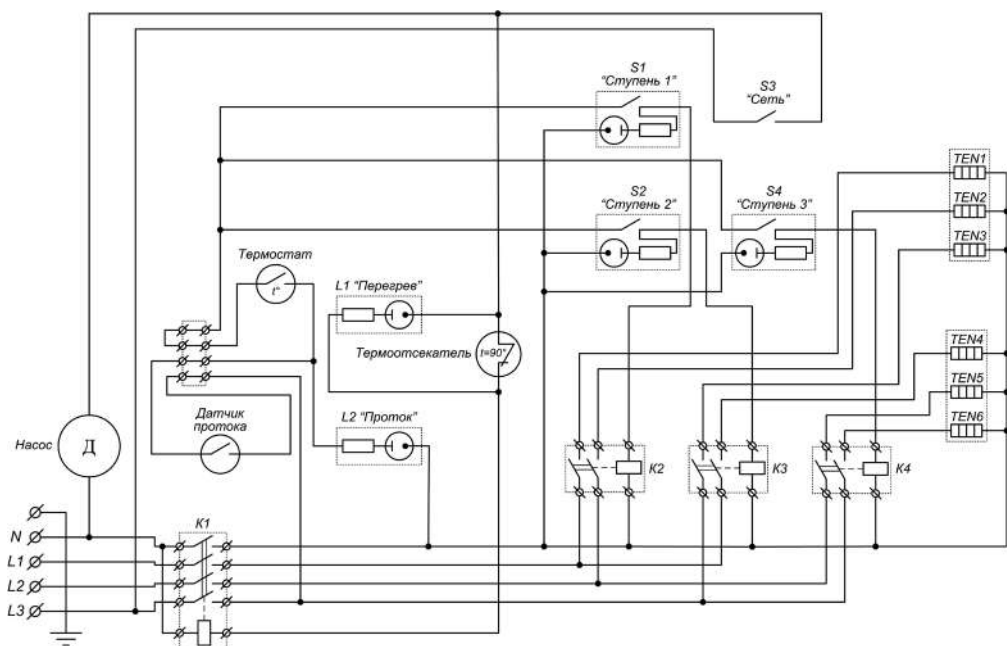 S1
"Ступень 1"
S3
"Сеть"
TEN1
S2
"Ступень 2"
S4
"Ступень 3"
TEN2
TEN3
Термостат
t°
L1 "Перегрев"
Термоотсекатель
t=90°
TEN4
TEN5
TEN6
Датчик
протока
L2 "Проток"
Насос
Д
K2
K3
K4
K1
N
L1
L2
L3